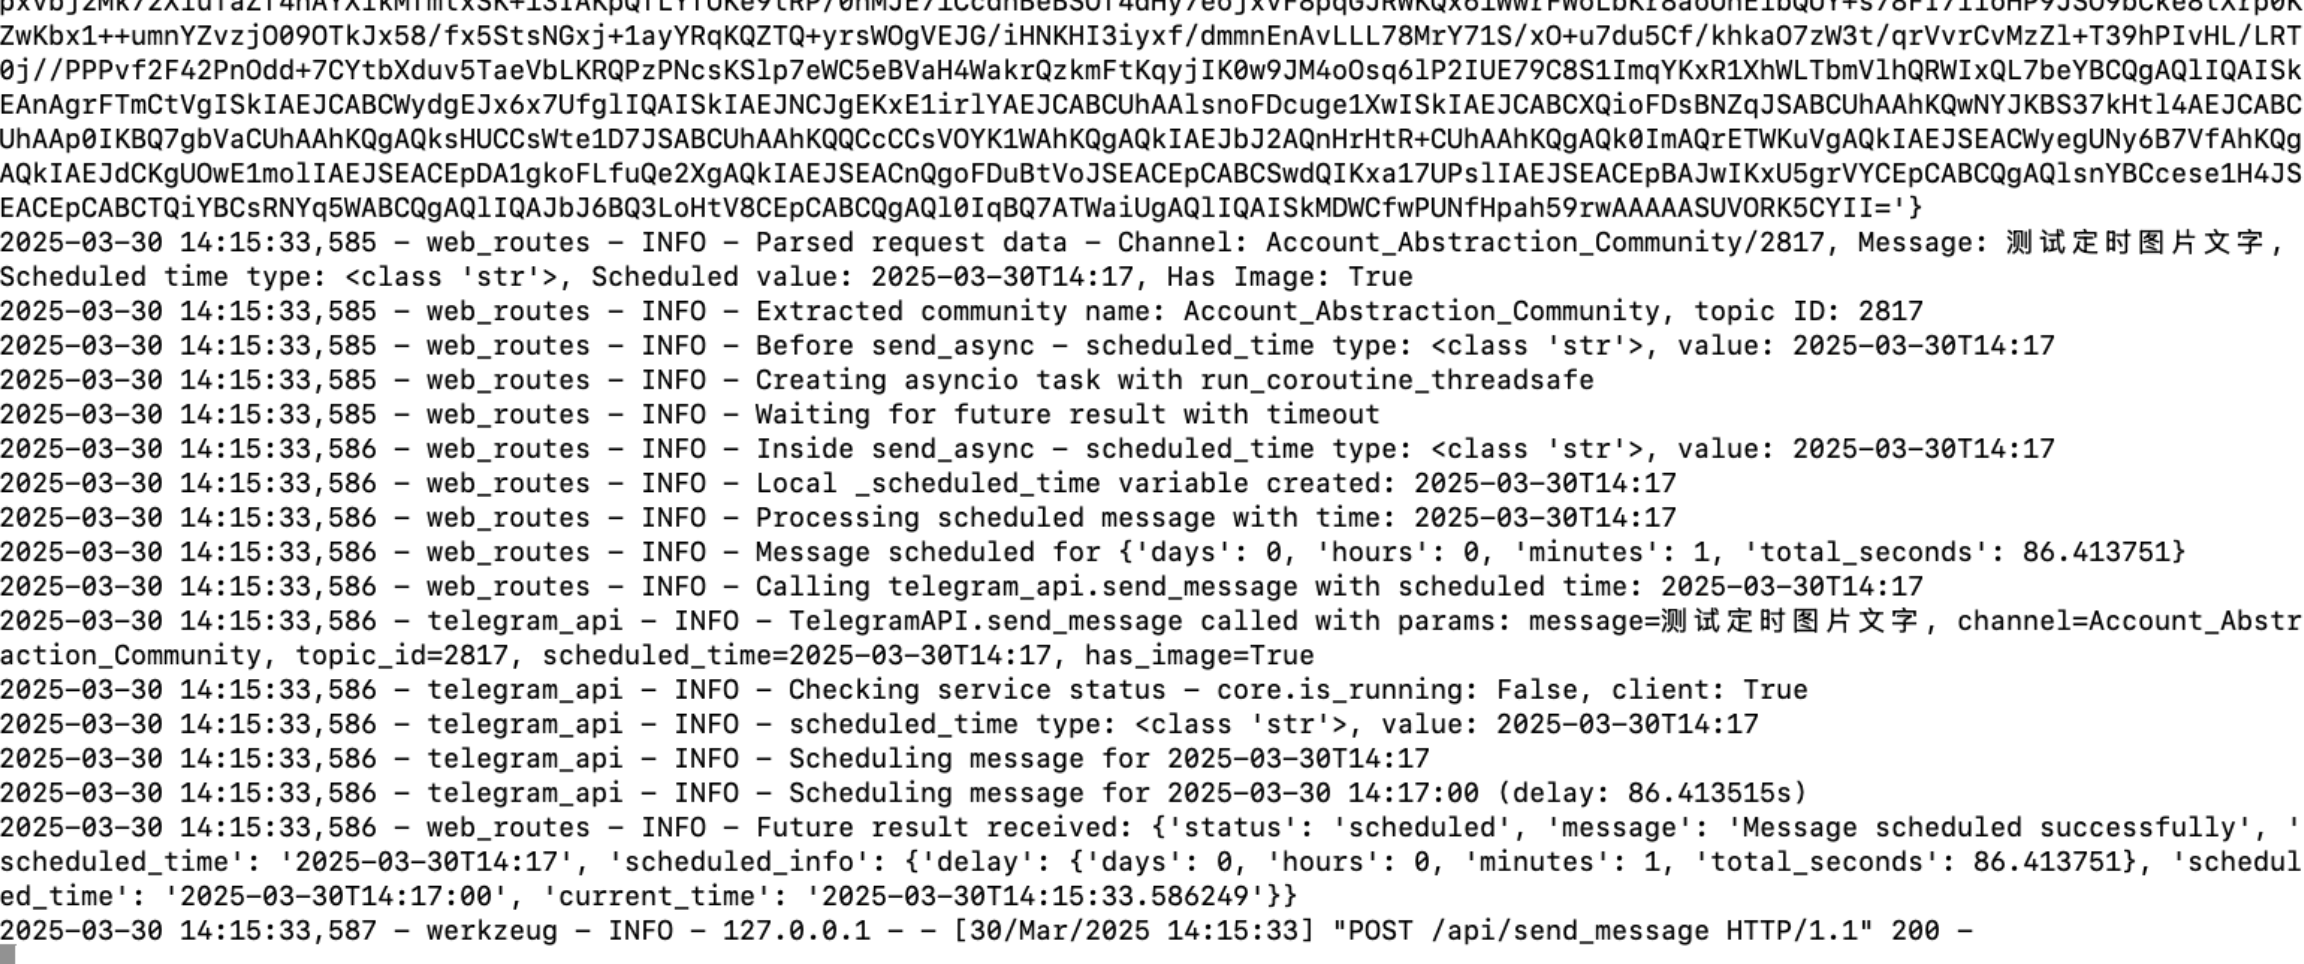 ZwKbx1++umnYZvzjO09OTkJx58/fx5StsNGxj+1ayYRqKQZTQ+yrsWOgVEJG/iHNKHI3iyxf/dmmnEnAvLLL78MrY71S/xO+u7du5Cf/khkaO7zW3t/qrVvrCvMzZl+T39hPIvHL/LRT
0j//PPPvf2F42PnOdd+7CYtbXduv5TaeVbLKRQPzPNcsKSlp7eWC5eBVaH4WakrQzkmFtKqyjIK0w9JM4oOsq6lP2IUE79C8S1ImqYKxR1XhWLTbmVlhQRWIxQL7beYBCQgAQlIQAISk
EAnAgrFTmCtVgISkIAEJCABCWydgEJx6x7UfglIQAISkIAEJNCJgEKxE1irlYAEJCABCUhAAlsnoFDcuge1XwISkIAEJCABCXQioFDsBNZqJSABCUhAAhKQwNYJKBS37kHtl4AEJCABC
UhAAp0IKBQ7gbVaCUhAAhKQgAQksHUCCsWte1D7JSABCUhAAhKQQCcCCsVOYK1WAhKQgAQkIAEJbJ2AQnHrHtR+CUhAAhKQgAQk0ImAQrETWKuVgAQkIAEJSEACWyegUNy6B7VfAhKQg
AQkIAEJdCKgUOwE1molIAEJSEACEpDA1gkoFLfuQe2XgAQkIAEJSEACnQgoFDuBtVoJSEACEpCABCSwdQIKxa17UPslIAEJSEACEpBAJwIKxU5grVYCEpCABCQgAQlsnYBCcese1H4JS
EACEpCABCTQiYBCsRNYq5WABCQgAQlIQAJbJ6BQ3LoHtV8CEpCABCQgAQl0IqBQ7ATWaiUgAQlIQAISkMDWCfwPUNfHpah59rwAAAAASUVORK5CYII='}
2025-03-30 14:15:33,585 - web_routes - INFO - Parsed request data - Channel: Account_Abstraction_Community/2817, Message: 测试定时图片文字,
Scheduled time type: <class 'str'>, Scheduled value: 2025-03-30T14:17, Has Image: True
2025-03-30 14:15:33,585 - web_routes - INFO - Extracted community name: Account_Abstraction_Community, topic ID: 2817
2025-03-30 14:15:33,585 - web_routes - INFO - Before send_async - scheduled_time type: <class 'str'>, value: 2025-03-30T14:17
2025-03-30 14:15:33,585 - web_routes - INFO - Creating asyncio task with run_coroutine_threadsafe
2025-03-30 14:15:33,585 - web_routes - INFO - Waiting for future result with timeout
2025-03-30 14:15:33,586 - web_routes - INFO - Inside send_async - scheduled_time type: <class 'str'>, value: 2025-03-30T14:17
2025-03-30 14:15:33,586 - web_routes - INFO - Local _scheduled_time variable created: 2025-03-30T14:17
2025-03-30 14:15:33,586 - web_routes - INFO - Processing scheduled message with time: 2025-03-30T14:17
2025-03-30 14:15:33,586 - web_routes - INFO - Message scheduled for {'days': 0, 'hours': 0, 'minutes': 1, 'total_seconds': 86.413751}
2025-03-30 14:15:33,586 - web_routes - INFO - Calling telegram_api.send_message with scheduled time: 2025-03-30T14:17
2025-03-30 14:15:33,586 - telegram_api - INFO - TelegramAPI.send_message called with params: message=测试定时图片文字, channel=Account_Abstr
action_Community, topic_id=2817, scheduled_time=2025-03-30T14:17, has_image=True
2025-03-30 14:15:33,586 - telegram_api - INFO - Checking service status - core.is_running: False, client: True
2025-03-30 14:15:33,586 - telegram_api - INFO - scheduled_time type: <class 'str'>, value: 2025-03-30T14:17
2025-03-30 14:15:33,586 - telegram_api - INFO - Scheduling message for 2025-03-30T14:17
2025-03-30 14:15:33,586 - telegram_api - INFO - Scheduling message for 2025-03-30 14:17:00 (delay: 86.413515s)
2025-03-30 14:15:33,586 - web_routes - INFO - Future result received: {'status': 'scheduled', 'message': 'Message scheduled successfully', '
scheduled_time': '2025-03-30T14:17', 'scheduled_info': {'delay': {'days': 0, 'hours': 0, 'minutes': 1, 'total_seconds': 86.413751}, 'schedul
ed_time': '2025-03-30T14:17:00', 'current_time': '2025-03-30T14:15:33.586249'}}
2025-03-30 14:15:33,587 - werkzeug - INFO - 127.0.0.1 - - [30/Mar/2025 14:15:33] "POST /api/send_message HTTP/1.1" 200 -